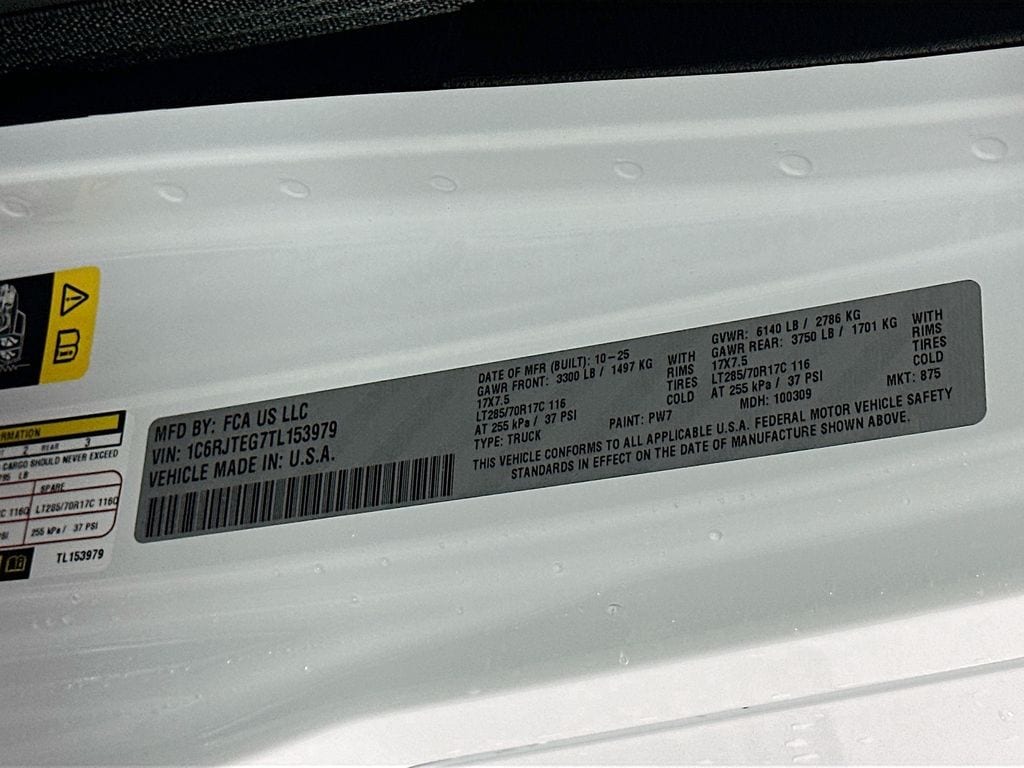 MFD BY: FCA US LLC
VIN: 1C6RJTEG7TL153979
VEHICLE MADE IN: U.S.A.
DATE OF MFR (BUILT): 10-25
GAWR FRONT: 3300 LB / 1497 KG WITH
17X7.5 RIMS
LT285/70R17C 116 TIRES
AT 255 kPa / 37 PSI COLD
TYPE: TRUCK
PAINT: PW7
GVWR: 6140 LB / 2786 KG
GAWR REAR: 3750 LB / 1701 KG WITH
17X7.5 RIMS
LT285/70R17C 116 TIRES
AT 255 kPa / 37 PSI COLD
MDH: 100309
MKT: 875
THIS VEHICLE CONFORMS TO ALL APPLICABLE U.S.A. FEDERAL MOTOR VEHICLE SAFETY
STANDARDS IN EFFECT ON THE DATE OF MANUFACTURE SHOWN ABOVE.
2 REAR 3
CARGO SHOULD NEVER EXCEED
LB
SPARE
116Q LT285/70R17C 116Q
255 kPa / 37 PSI
TL153979